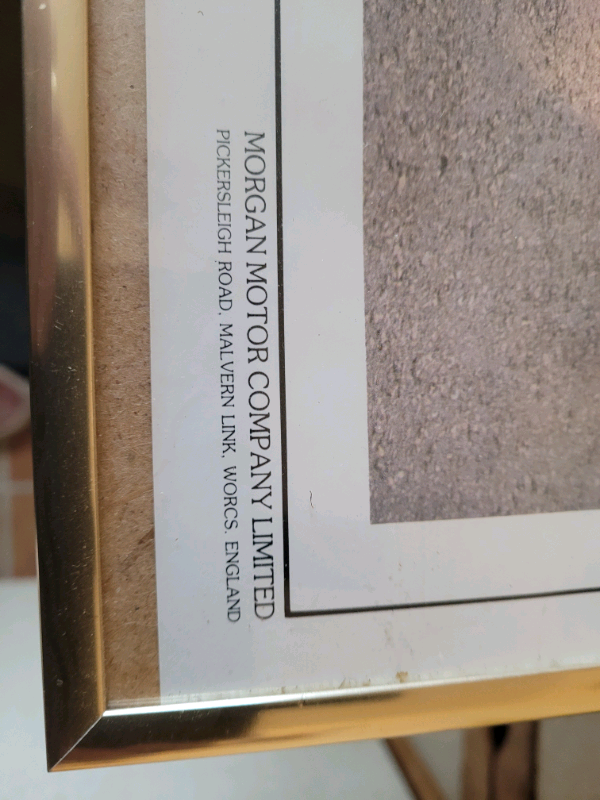 MORGAN MOTOR COMPANY LIMITED
PICKERSLEIGH ROAD, MALVERN LINK, WORCS. ENGLAND